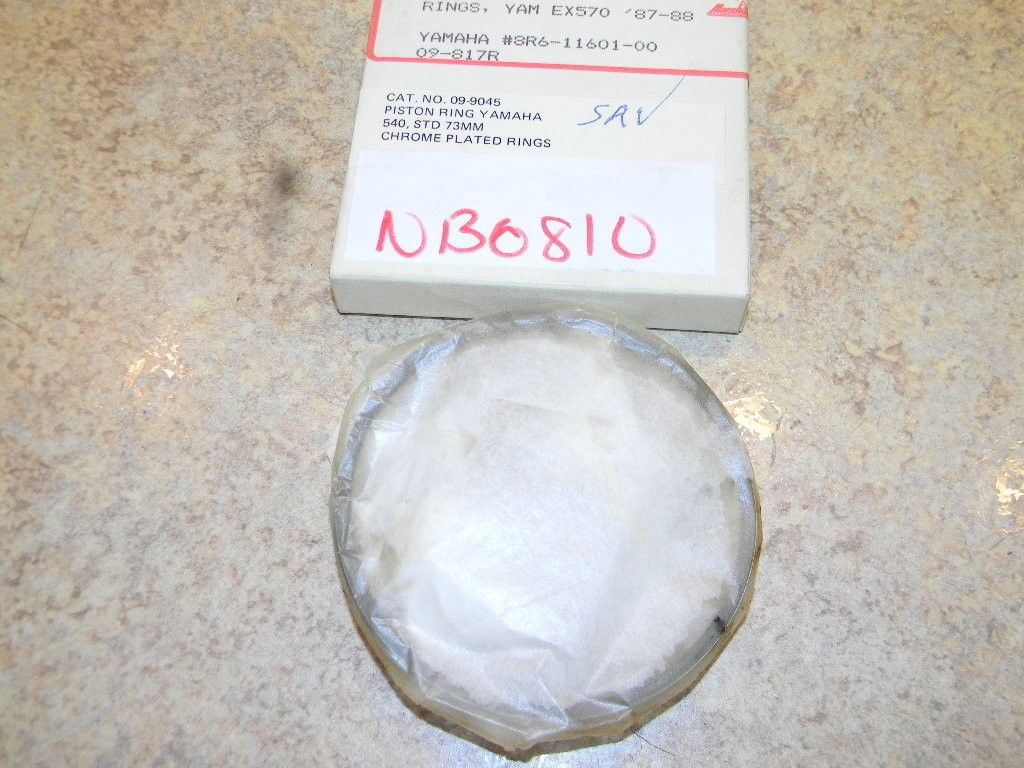 RINGS, YAM EX570 '87-88
YAMAHA #8R6-11601-00
09-817R
CAT. NO. 09-9045
PISTON RING YAMAHA
540, STD 73MM
CHROME PLATED RINGS
SRV
NB0810